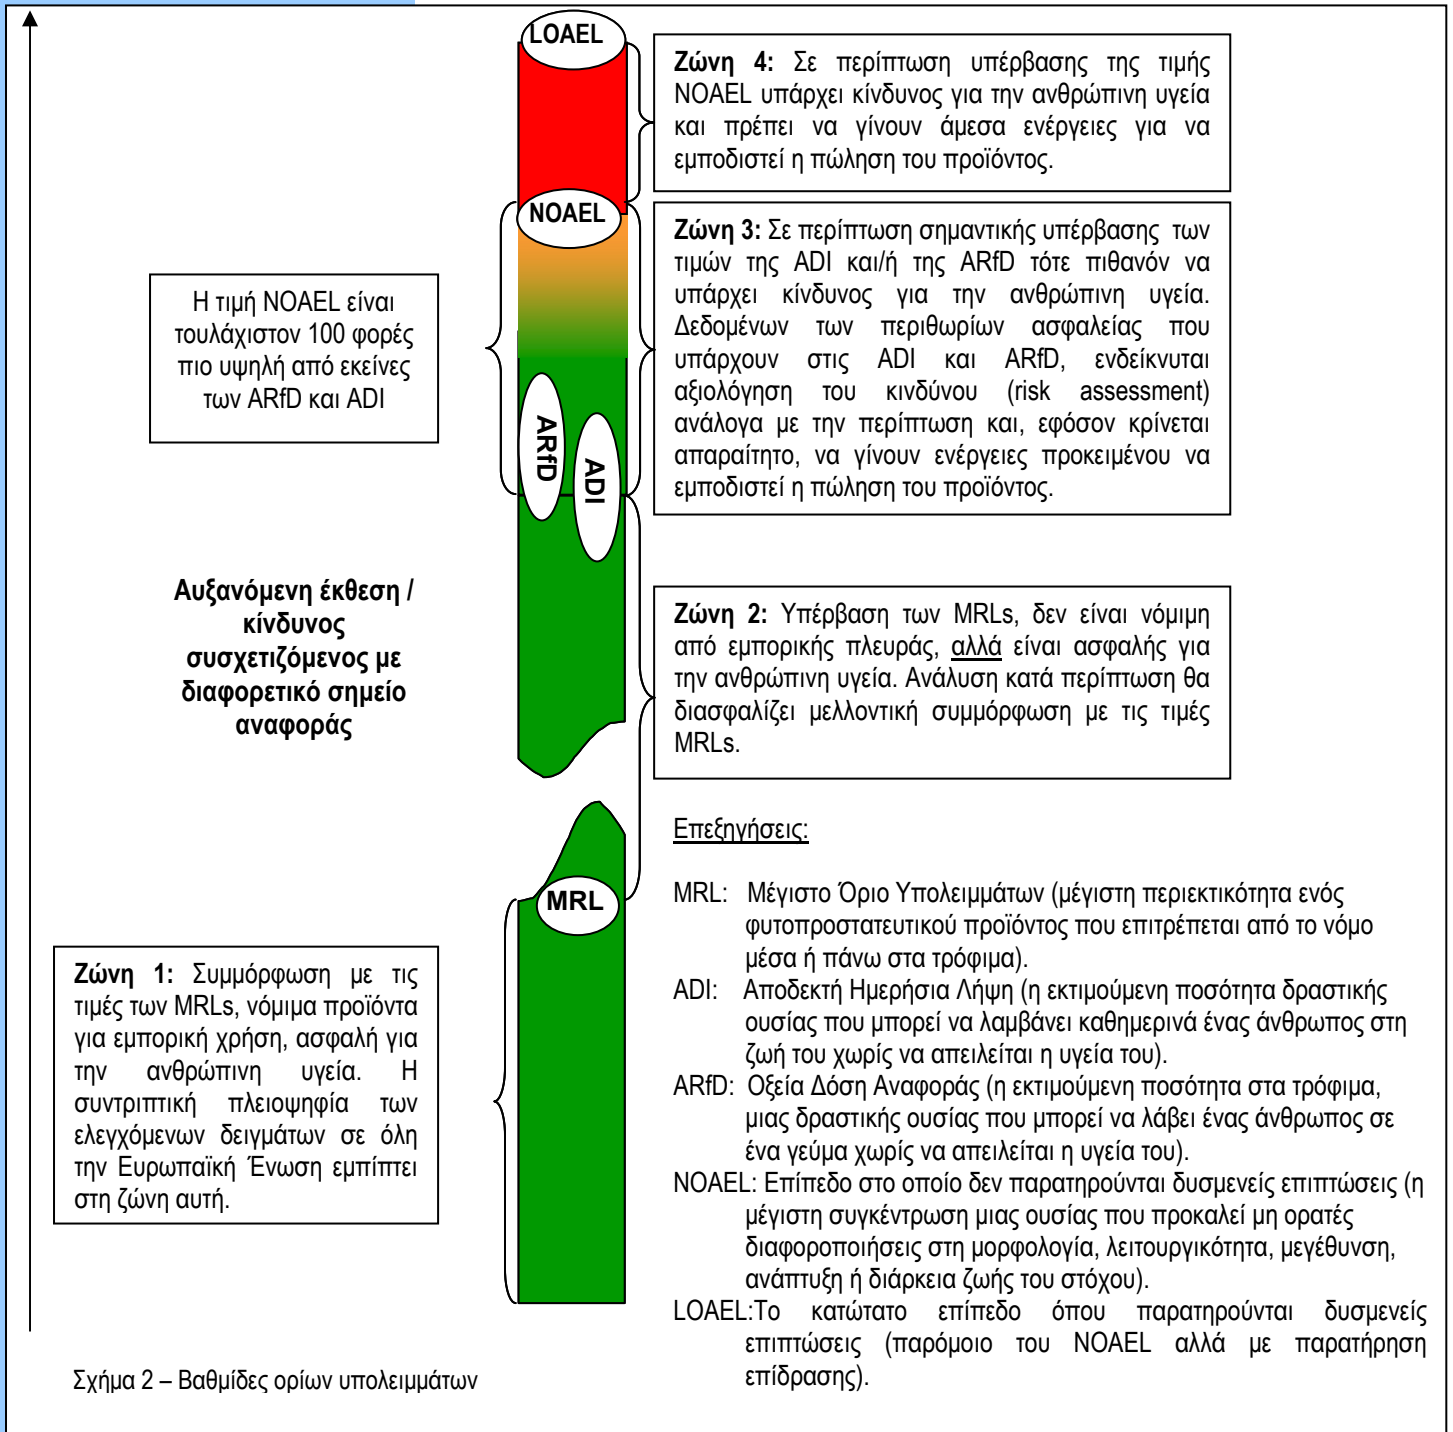 LOAEL
Ζώνη 4: Σε περίπτωση υπέρβασης της τιμής
NOAEL υπάρχει κίνδυνος για την ανθρώπινη υγεία
και πρέπει να γίνουν άμεσα ενέργειες για να
εμποδιστεί η πώληση του προϊόντος.
NOAEL
Ζώνη 3: Σε περίπτωση σημαντικής υπέρβασης των
τιμών της ADI και/ή της ARfD τότε πιθανόν να
υπάρχει κίνδυνος για την ανθρώπινη υγεία.
Δεδομένων των περιθωρίων ασφαλείας που
υπάρχουν στις ADI και ARfD, ενδείκνυται
αξιολόγηση του κινδύνου (risk assessment)
ανάλογα με την περίπτωση και, εφόσον κρίνεται
απαραίτητο, να γίνουν ενέργειες προκειμένου να
εμποδιστεί η πώληση του προϊόντος.
Η τιμή NOAEL είναι
τουλάχιστον 100 φορές
πιο υψηλή από εκείνες
των ARfD και ADI
ARfD
ADI
Αυξανόμενη έκθεση /
κίνδυνος
συσχετιζόμενος με
διαφορετικό σημείο
αναφοράς
Ζώνη 2: Υπέρβαση των MRLs, δεν είναι νόμιμη
από εμπορικής πλευράς, αλλά είναι ασφαλής για
την ανθρώπινη υγεία. Ανάλυση κατά περίπτωση θα
διασφαλίζει μελλοντική συμμόρφωση με τις τιμές
MRLs.
MRL
Ζώνη 1: Συμμόρφωση με τις
τιμές των MRLs, νόμιμα προϊόντα
για εμπορική χρήση, ασφαλή για
την ανθρώπινη υγεία. Η
συντριπτική πλειοψηφία των
ελεγχόμενων δειγμάτων σε όλη
την Ευρωπαϊκή Ένωση εμπίπτει
στη ζώνη αυτή.
Επεξηγήσεις:
MRL: Μέγιστο Όριο Υπολειμμάτων (μέγιστη περιεκτικότητα ενός
φυτοπροστατευτικού προϊόντος που επιτρέπεται από το νόμο
μέσα ή πάνω στα τρόφιμα).
ADI: Αποδεκτή Ημερήσια Λήψη (η εκτιμούμενη ποσότητα δραστικής
ουσίας που μπορεί να λαμβάνει καθημερινά ένας άνθρωπος στη
ζωή του χωρίς να απειλείται η υγεία του).
ARfD: Οξεία Δόση Αναφοράς (η εκτιμούμενη ποσότητα στα τρόφιμα,
μιας δραστικής ουσίας που μπορεί να λάβει ένας άνθρωπος σε
ένα γεύμα χωρίς να απειλείται η υγεία του).
NOAEL: Επίπεδο στο οποίο δεν παρατηρούνται δυσμενείς επιπτώσεις (η
μέγιστη συγκέντρωση μιας ουσίας που προκαλεί μη ορατές
διαφοροποιήσεις στη μορφολογία, λειτουργικότητα, μεγέθυνση,
ανάπτυξη ή διάρκεια ζωής του στόχου).
LOAEL:Το κατώτατο επίπεδο όπου παρατηρούνται δυσμενείς
επιπτώσεις (παρόμοιο του NOAEL αλλά με παρατήρηση
επίδρασης).
Σχήμα 2 – Βαθμίδες ορίων υπολειμμάτων